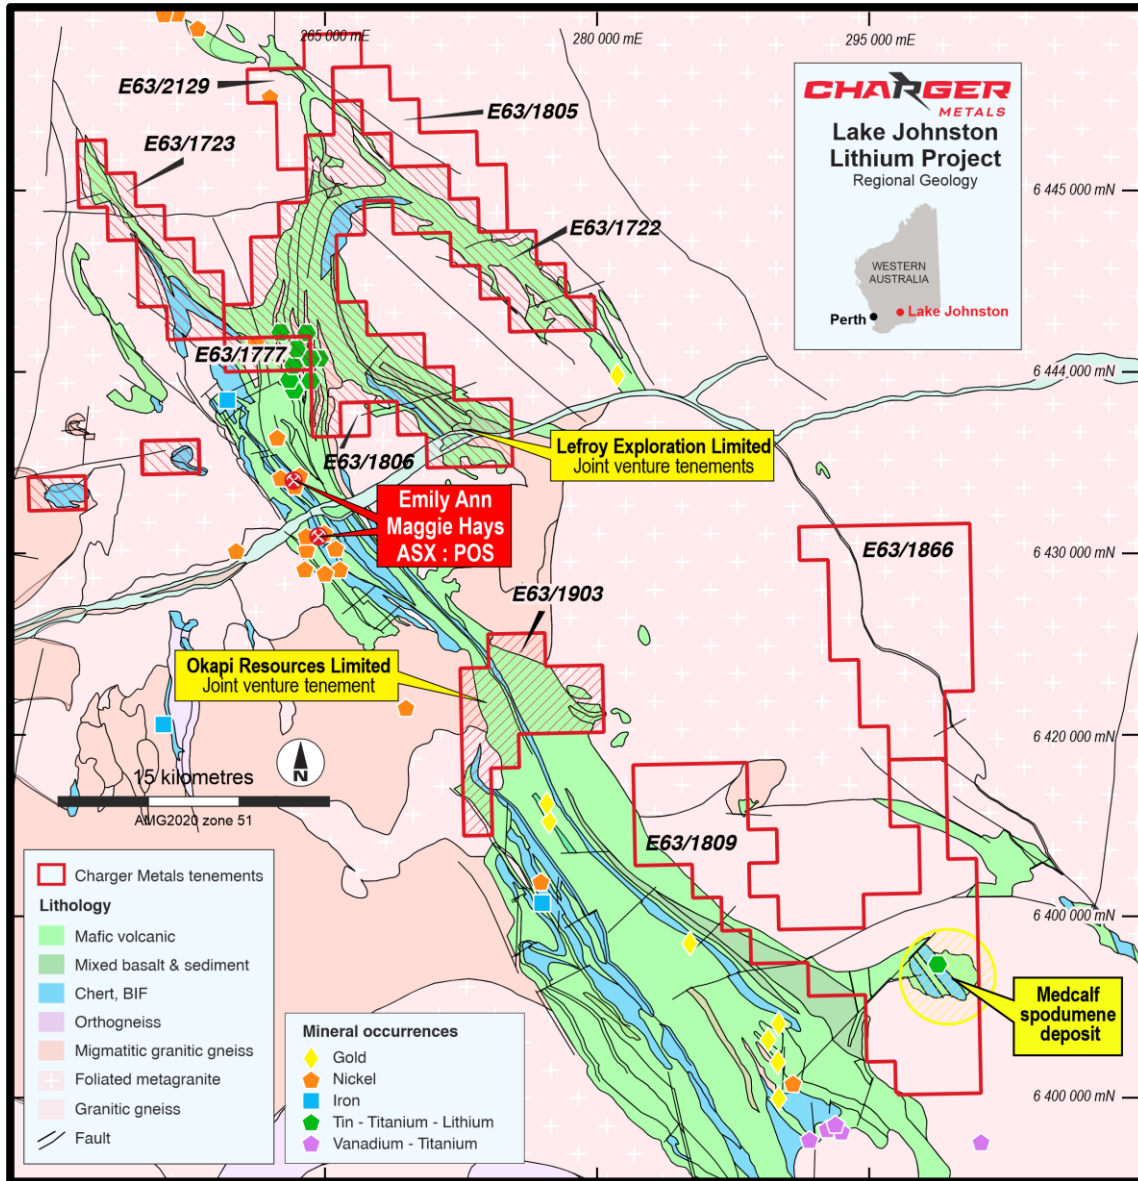 265 000 mE
280 000 mE
295 000 mE
E63/2129
E63/1805
E63/1723
CHARGER
METALS
Lake Johnston
Lithium Project
Regional Geology
WESTERN
AUSTRALIA
Perth
Lake Johnston
6 445 000 mN
E63/1722
E63/1777
6 444 000 mN
Lefroy Exploration Limited
Joint venture tenements
E63/1806
Emily Ann
Maggie Hays
ASX : POS
E63/1866
6 430 000 mN
E63/1903
Okapi Resources Limited
Joint venture tenement
6 420 000 mN
N
15 kilometres
AMG2020 zone 51
E63/1809
6 400 000 mN
Medcalf
spodumene
deposit
6 400 000 mN
Charger Metals tenements
Lithology
Mafic volcanic
Mixed basalt & sediment
Chert, BIF
Orthogneiss
Migmatitic granitic gneiss
Foliated metagranite
Granitic gneiss
Fault
Mineral occurrences
Gold
Nickel
Iron
Tin - Titanium - Lithium
Vanadium - Titanium